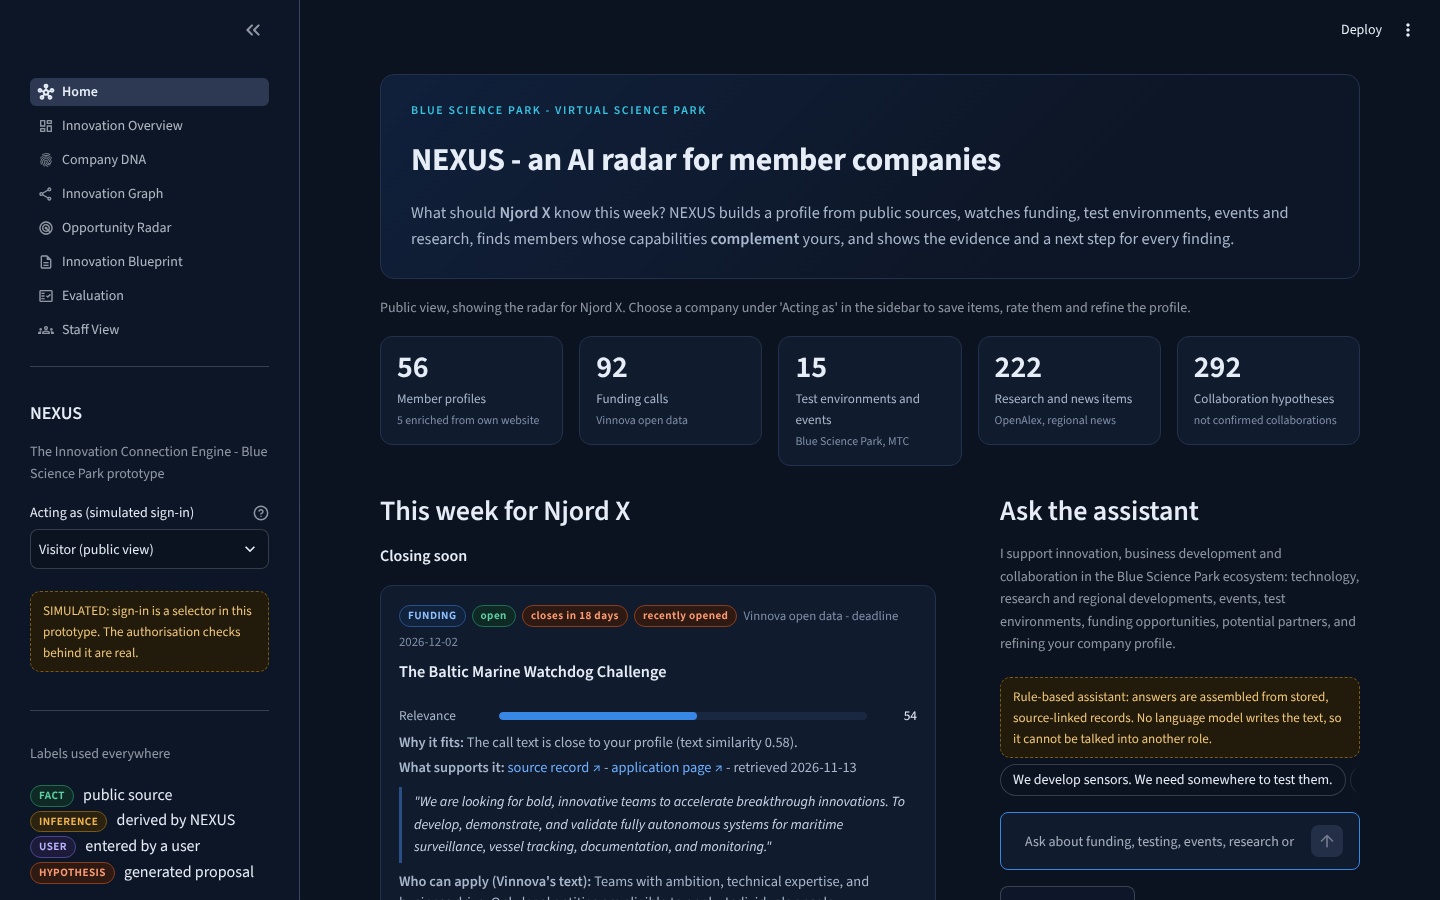 Deploy
Home
Innovation Overview
Company DNA
Innovation Graph
Opportunity Radar
Innovation Blueprint
Evaluation
Staff View
NEXUS
The Innovation Connection Engine - Blue
Science Park prototype
Acting as (simulated sign-in)
Visitor (public view)
SIMULATED: sign-in is a selector in this
prototype. The authorisation checks
behind it are real.
Labels used everywhere
FACT public source
INFERENCE derived by NEXUS
USER entered by a user
HYPOTHESIS generated proposal
BLUE SCIENCE PARK - VIRTUAL SCIENCE PARK
NEXUS - an AI radar for member companies
What should Njord X know this week? NEXUS builds a profile from public sources, watches funding, test environments, events and
research, finds members whose capabilities complement yours, and shows the evidence and a next step for every finding.
Public view, showing the radar for Njord X. Choose a company under 'Acting as' in the sidebar to save items, rate them and refine the profile.
56
Member profiles
5 enriched from own website
92
Funding calls
Vinnova open data
15
Test environments and
events
Blue Science Park, MTC
222
Research and news items
OpenAlex, regional news
292
Collaboration hypotheses
not confirmed collaborations
This week for Njord X
Closing soon
FUNDING open closes in 18 days recently opened Vinnova open data - deadline
2026-12-02
The Baltic Marine Watchdog Challenge
Relevance 54
Why it fits: The call text is close to your profile (text similarity 0.58).
What supports it: source record ↗ - application page ↗ - retrieved 2026-11-13
"We are looking for bold, innovative teams to accelerate breakthrough innovations. To
develop, demonstrate, and validate fully autonomous systems for maritime
surveillance, vessel tracking, documentation, and monitoring."
Who can apply (Vinnova's text): Teams with ambition, technical expertise, and
Ask the assistant
I support innovation, business development and
collaboration in the Blue Science Park ecosystem: technology,
research and regional developments, events, test
environments, funding opportunities, potential partners, and
refining your company profile.
Rule-based assistant: answers are assembled from stored,
source-linked records. No language model writes the text, so
it cannot be talked into another role.
We develop sensors. We need somewhere to test them.
Ask about funding, testing, events, research or